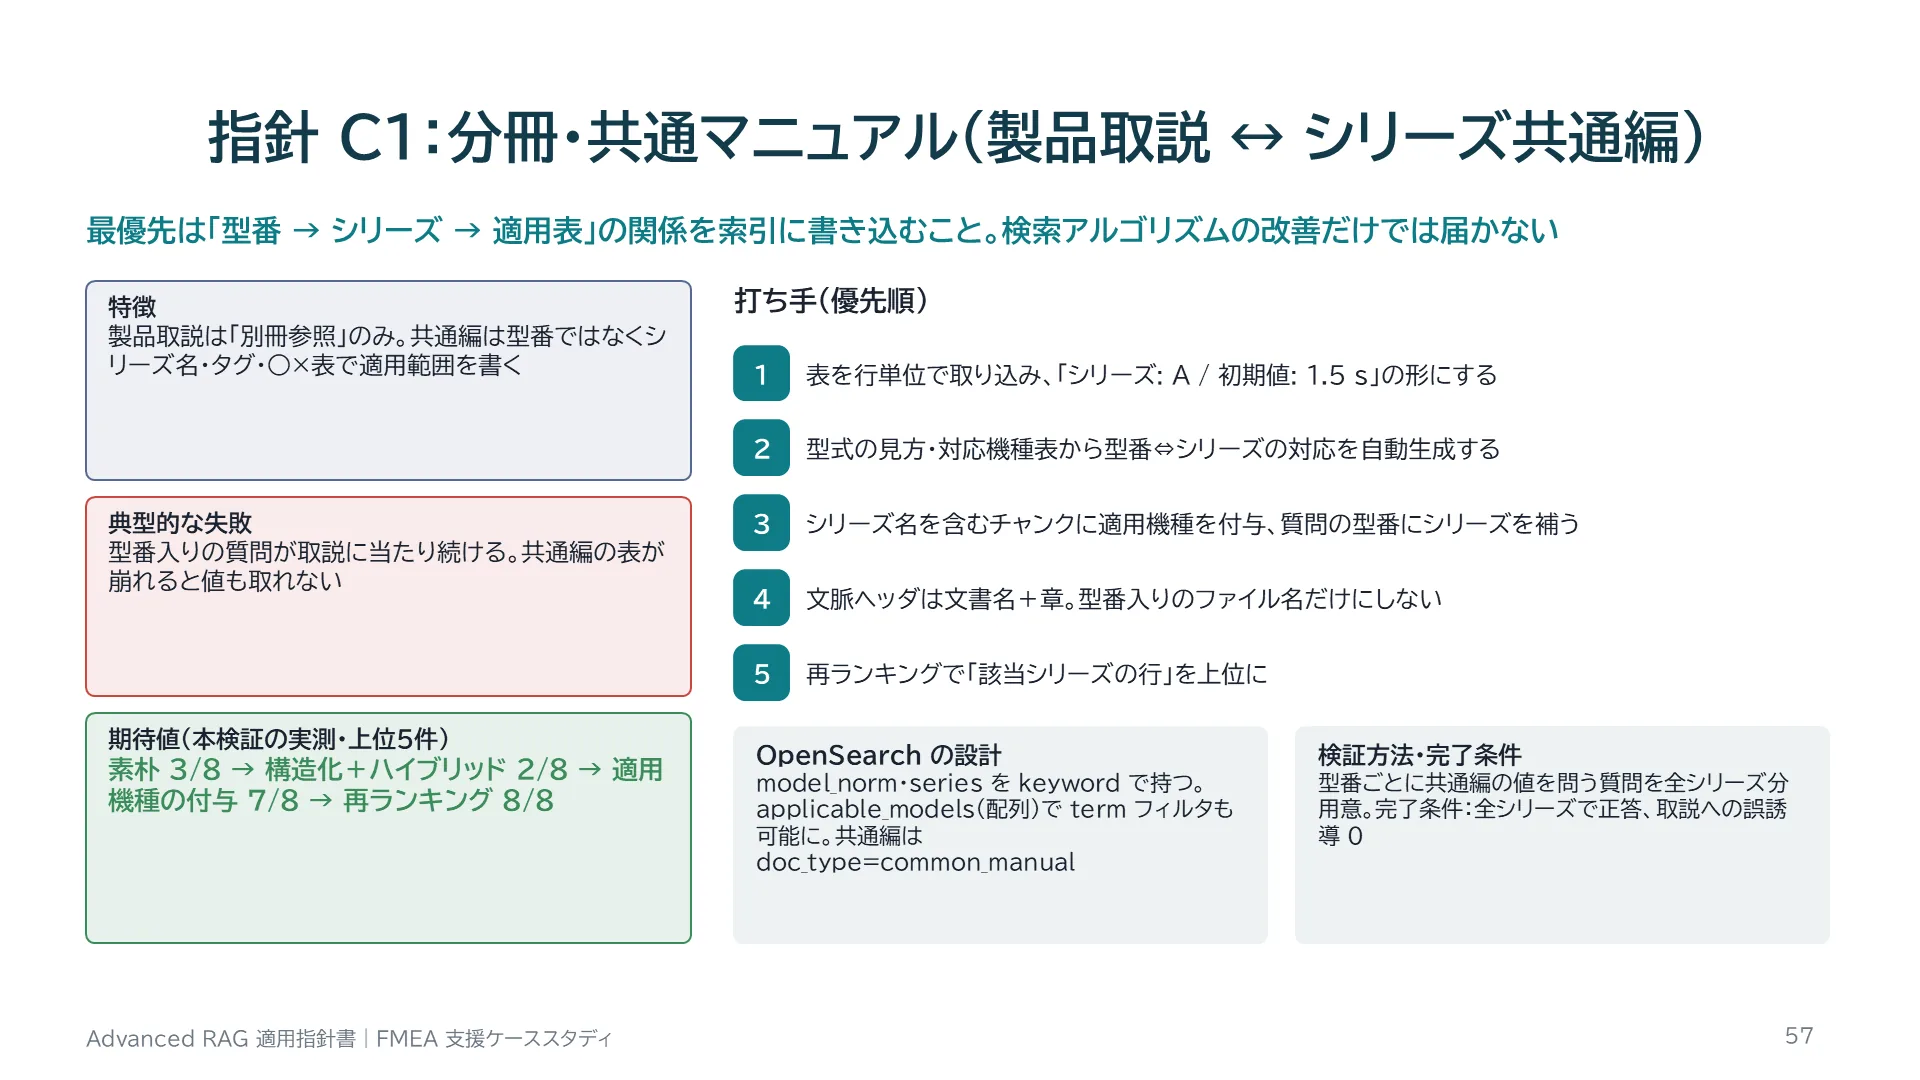 指針 C1：分冊・共通マニュアル（製品取説 ↔ シリーズ共通編）
最優先は「型番 → シリーズ → 適用表」の関係を索引に書き込むこと。検索アルゴリズムの改善だけでは届かない
特徴
製品取説は「別冊参照」のみ。共通編は型番ではなくシ
リーズ名・タグ・〇×表で適用範囲を書く
典型的な失敗
型番入りの質問が取説に当たり続ける。共通編の表が
崩れると値も取れない
期待値（本検証の実測・上位5件）
素朴 3/8 → 構造化＋ハイブリッド 2/8 → 適用
機種の付与 7/8 → 再ランキング 8/8
打ち手（優先順）
1 表を行単位で取り込み、「シリーズ: A / 初期値: 1.5 s」の形にする
2 型式の見方・対応機種表から型番⇔シリーズの対応を自動生成する
3 シリーズ名を含むチャンクに適用機種を付与、質問の型番にシリーズを補う
4 文脈ヘッダは文書名＋章。型番入りのファイル名だけにしない
5 再ランキングで「該当シリーズの行」を上位に
OpenSearch の設計
model_norm・series を keyword で持つ。
applicable_models（配列）で term フィルタも
可能に。共通編は
doc_type=common_manual
検証方法・完了条件
型番ごとに共通編の値を問う質問を全シリーズ分
用意。完了条件：全シリーズで正答、取説への誤誘
導 0
Advanced RAG 適用指針書｜FMEA 支援ケーススタディ
57